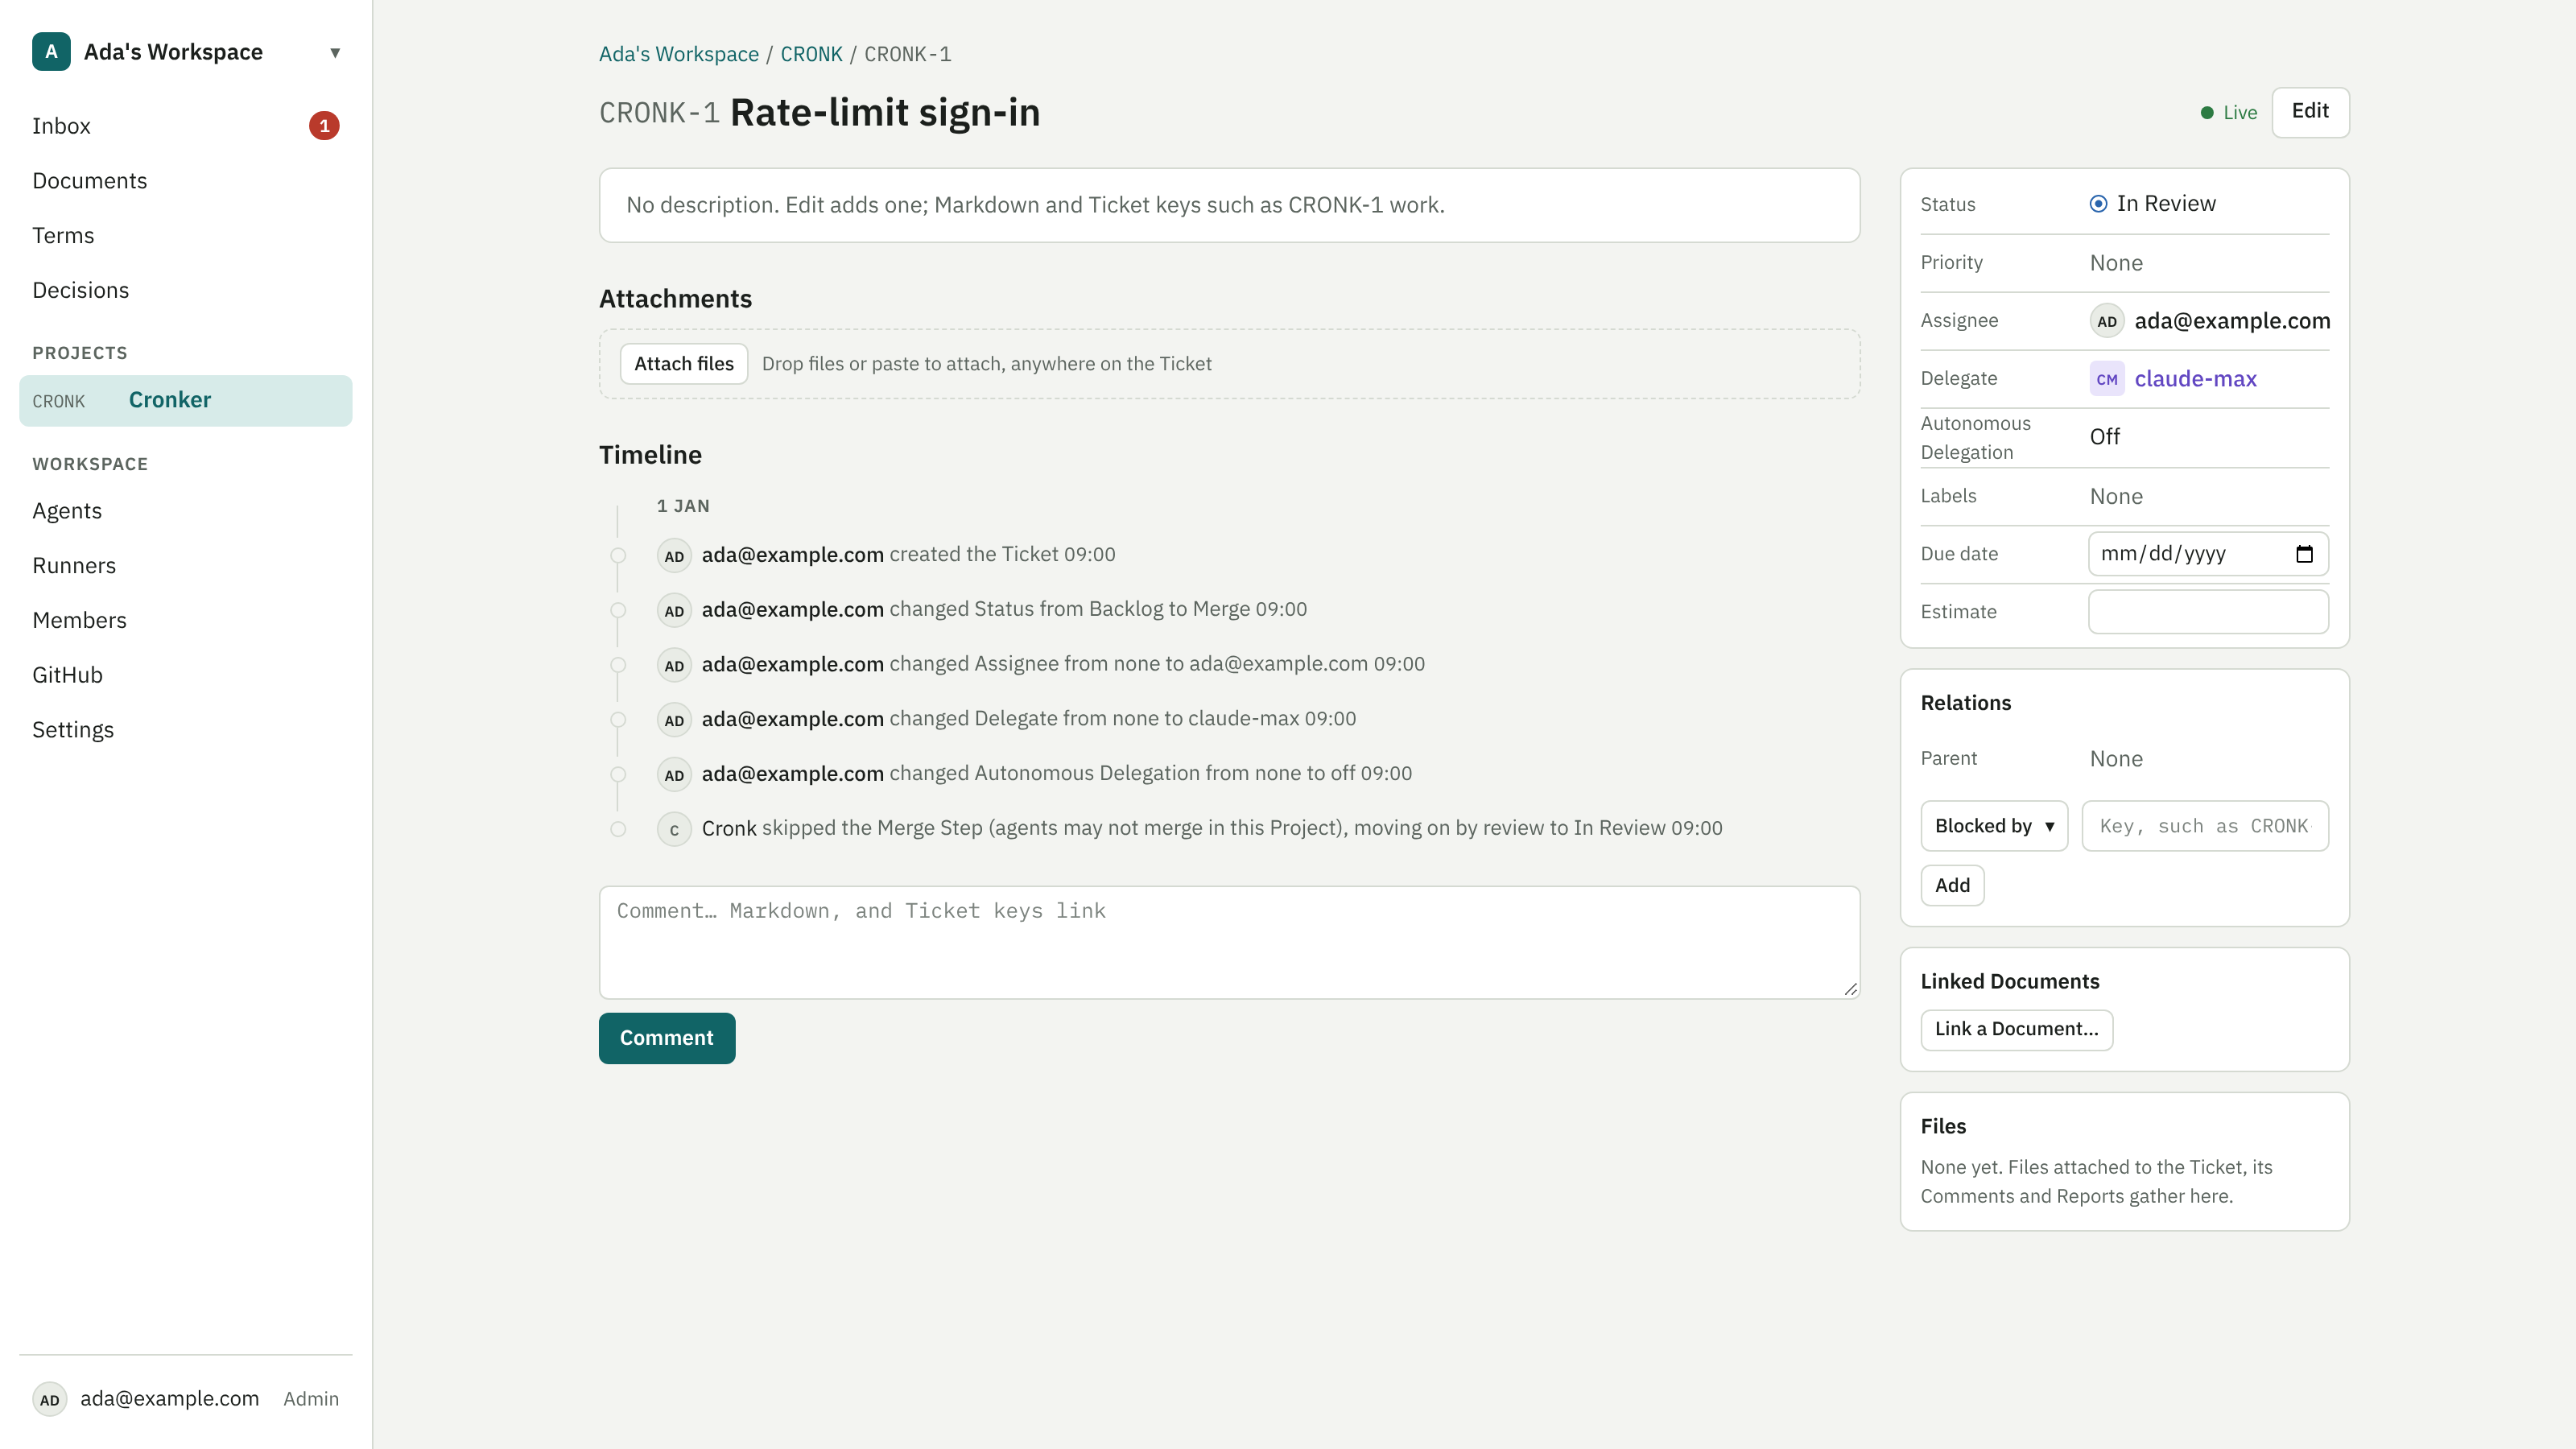 A Ada's Workspace ▾
Inbox 1
Documents
Terms
Decisions
PROJECTS
CRONK Cronker
WORKSPACE
Agents
Runners
Members
GitHub
Settings
AD ada@example.com Admin
Ada's Workspace / CRONK / CRONK-1
CRONK-1 Rate-limit sign-in
Live Edit
No description. Edit adds one; Markdown and Ticket keys such as CRONK-1 work.
Attachments
Attach files Drop files or paste to attach, anywhere on the Ticket
Timeline
1 JAN
AD ada@example.com created the Ticket 09:00
AD ada@example.com changed Status from Backlog to Merge 09:00
AD ada@example.com changed Assignee from none to ada@example.com 09:00
AD ada@example.com changed Delegate from none to claude-max 09:00
AD ada@example.com changed Autonomous Delegation from none to off 09:00
C Cronk skipped the Merge Step (agents may not merge in this Project), moving on by review to In Review 09:00
Comment… Markdown, and Ticket keys link
Comment
Status In Review
Priority None
Assignee AD ada@example.com
Delegate CM claude-max
Autonomous
Delegation Off
Labels None
Due date mm/dd/yyyy
Estimate
Relations
Parent None
Blocked by ▾ Key, such as CRONK-
Add
Linked Documents
Link a Document…
Files
None yet. Files attached to the Ticket, its
Comments and Reports gather here.